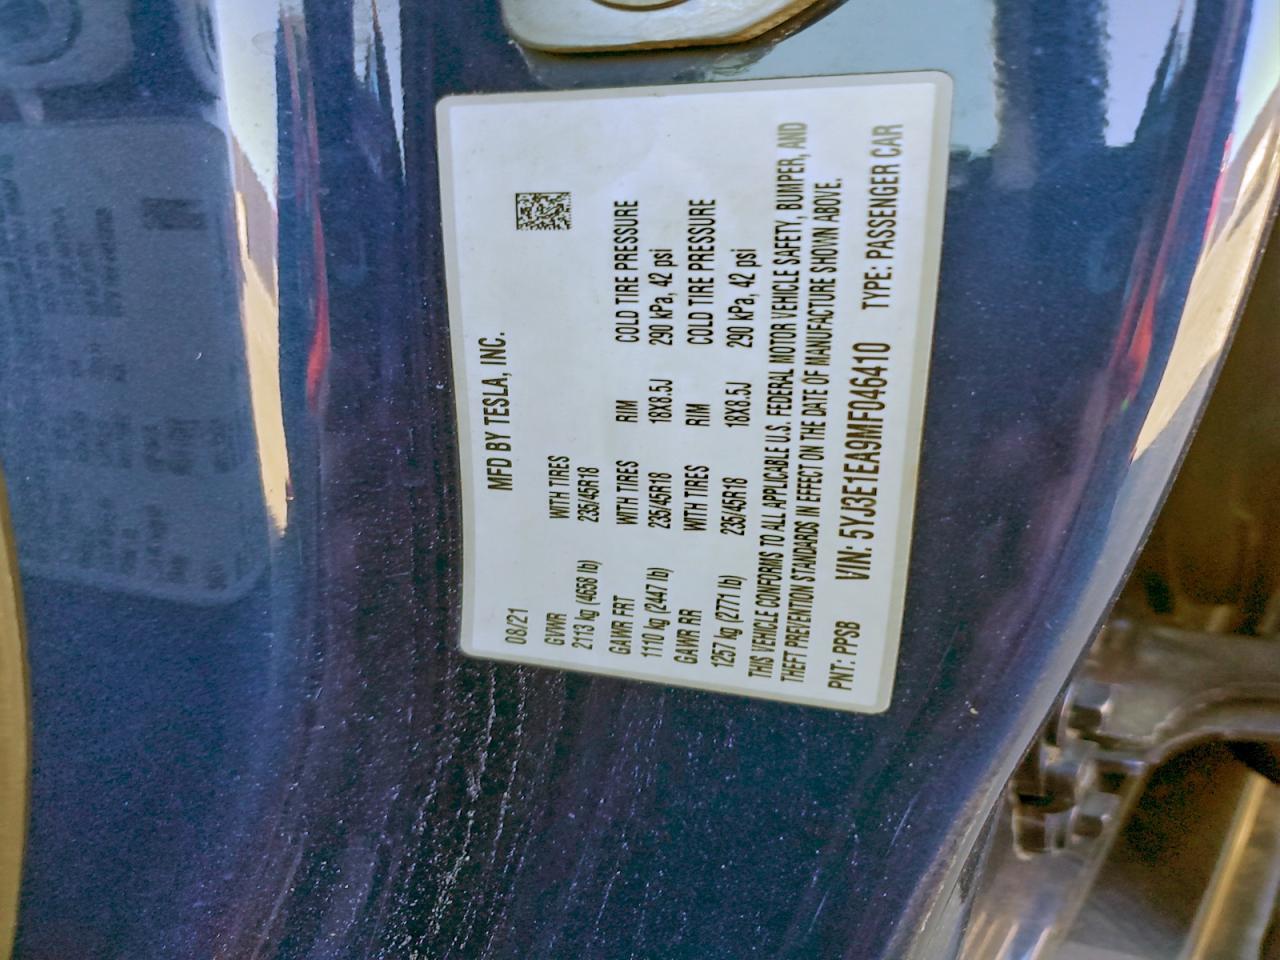 MFD BY TESLA, INC.
08/21
GVWR WITH TIRES
2113 kg (4658 lb) 235/45R18
GAWR FRT WITH TIRES RIM COLD TIRE PRESSURE
1110 kg (2447 lb) 235/45R18 18X8.5J 290 kPa, 42 psi
GAWR RR WITH TIRES RIM COLD TIRE PRESSURE
1257 kg (2771 lb) 235/45R18 18X8.5J 290 kPa, 42 psi
THIS VEHICLE CONFORMS TO ALL APPLICABLE U.S. FEDERAL MOTOR VEHICLE SAFETY, BUMPER, AND
THEFT PREVENTION STANDARDS IN EFFECT ON THE DATE OF MANUFACTURE SHOWN ABOVE.
PNT: PPSB VIN: 5YJ3E1EA9MF046410 TYPE: PASSENGER CAR